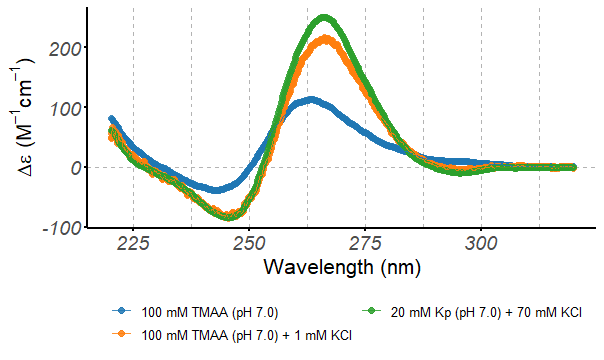 200
100
0
-100
Δε (M⁻¹cm⁻¹)
225 250 275 300
Wavelength (nm)
100 mM TMAA (pH 7.0) 20 mM Kp (pH 7.0) + 70 mM KCl
100 mM TMAA (pH 7.0) + 1 mM KCl